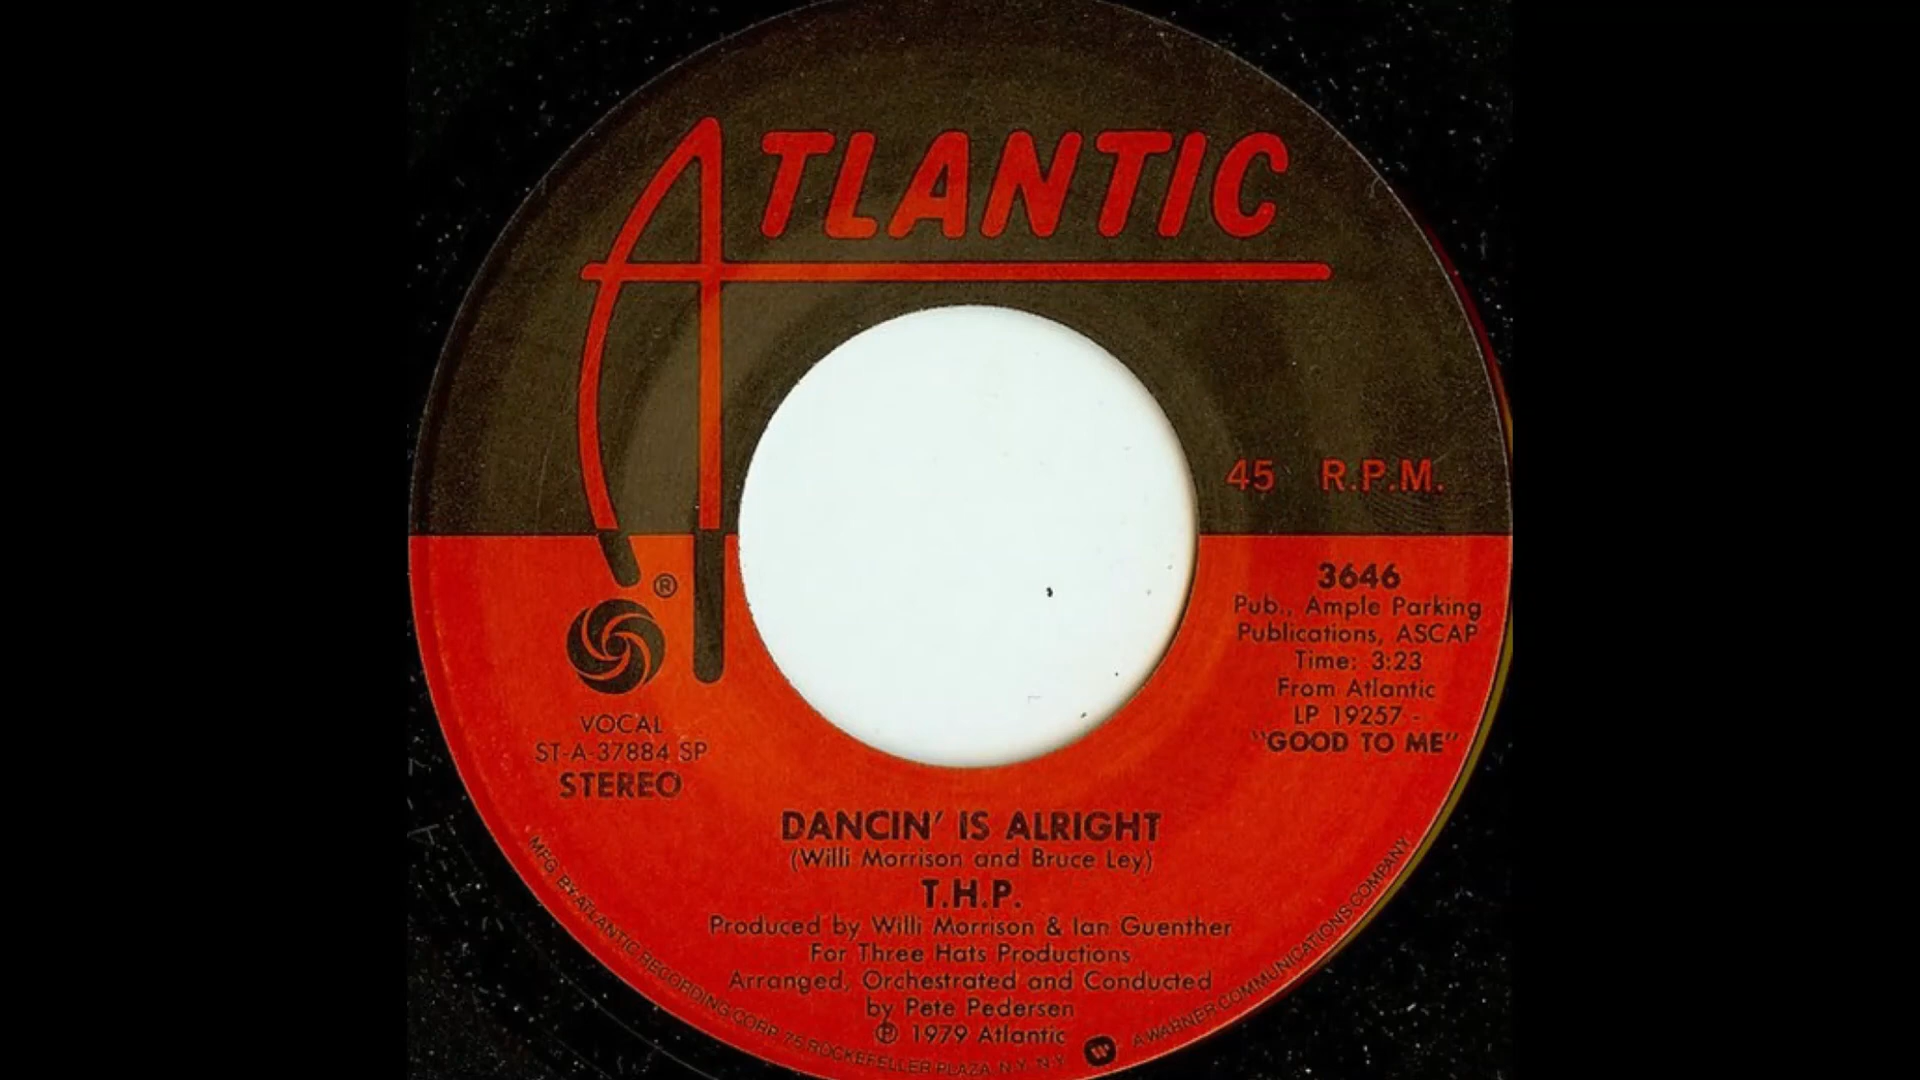 ATLANTIC
45 R.P.M.
®
3646
Pub., Ample Parking
Publications, ASCAP
Time: 3:23
From Atlantic
LP 19257 -
"GOOD TO ME"
VOCAL
ST-A-37884 SP
STEREO
DANCIN' IS ALRIGHT
(Willi Morrison and Bruce Ley)
T.H.P.
Produced by Willi Morrison & Ian Guenther
For Three Hats Productions
Arranged, Orchestrated and Conducted
by Pete Pedersen
℗ 1979 Atlantic
MFG. BY ATLANTIC RECORDING CORP. 75 ROCKEFELLER PLAZA, N.Y. N.Y.
A WARNER COMMUNICATIONS COMPANY